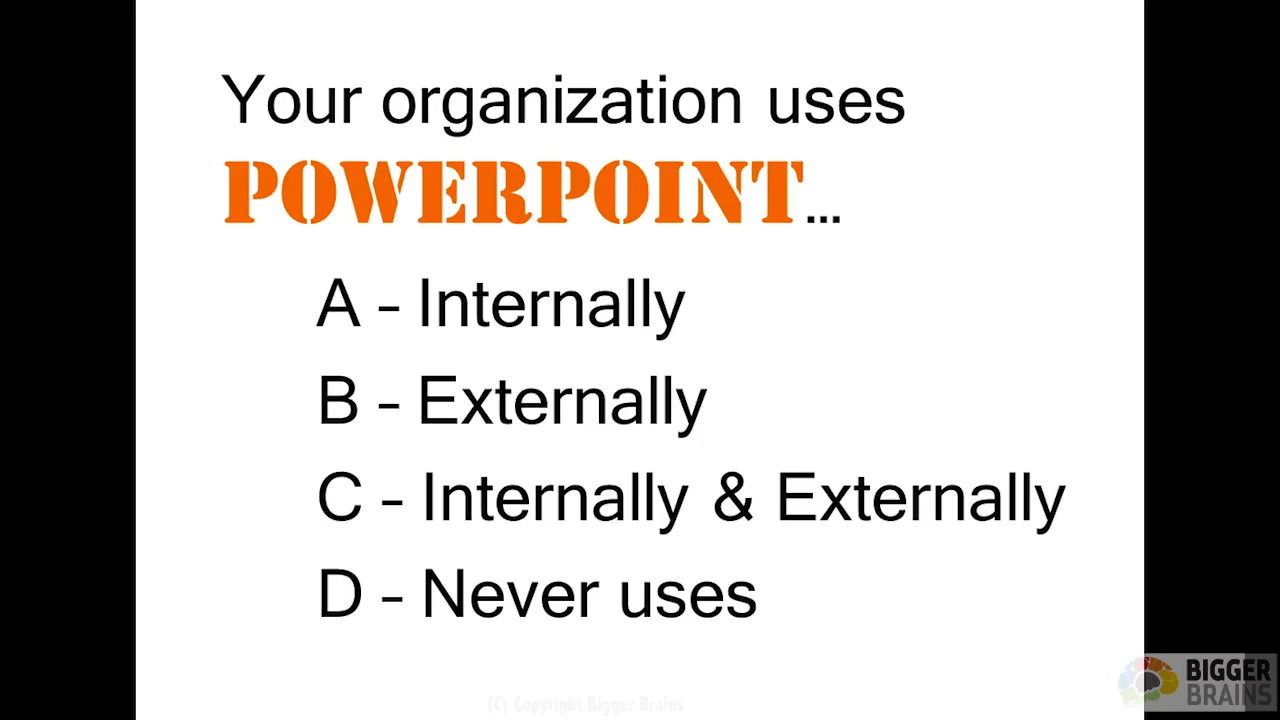 Your organization uses
POWERPOINT...
A – Internally
B – Externally
C – Internally & Externally
D – Never uses
(C) Copyright Bigger Brains
BIGGER
BRAINS